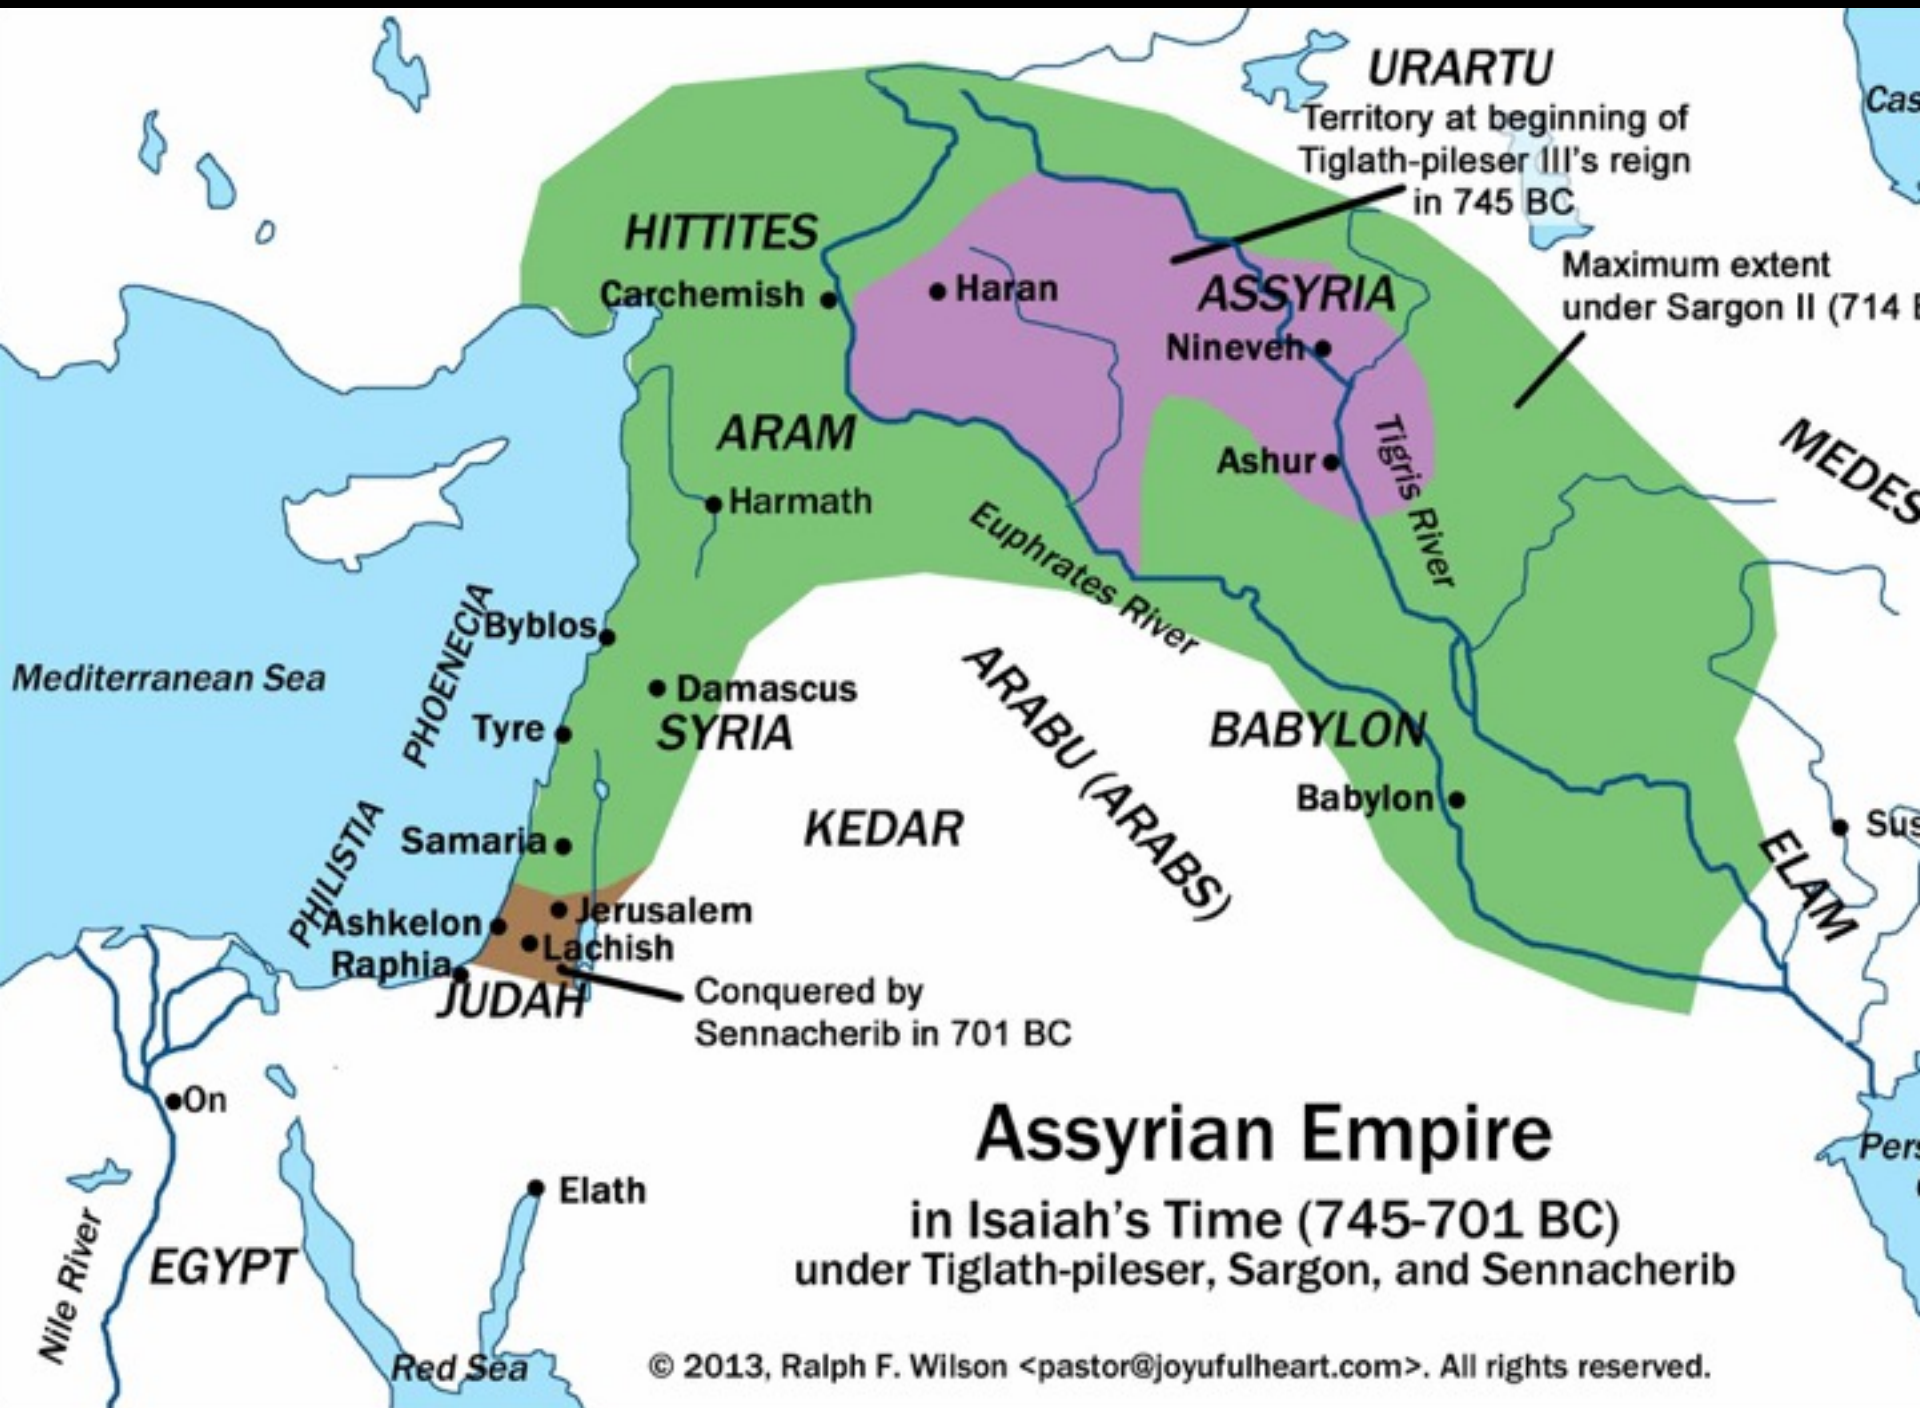 URARTU
Territory at beginning of
Tiglath-pileser III's reign
in 745 BC
Cas
HITTITES
Maximum extent
under Sargon II (714 B
Carchemish
Haran
ASSYRIA
Nineveh
ARAM
MEDES
Ashur
Tigris River
Harmath
Euphrates River
PHOENECIA
Byblos
Mediterranean Sea
Damascus
Tyre
SYRIA
ARABU (ARABS)
BABYLON
Babylon
KEDAR
Sus
ELAM
Samaria
PHILISTIA
Ashkelon
Jerusalem
Lachish
Raphia
JUDAH
Conquered by
Sennacherib in 701 BC
On
Assyrian Empire
Pers
Elath
in Isaiah's Time (745-701 BC)
under Tiglath-pileser, Sargon, and Sennacherib
EGYPT
Nile River
Red Sea
© 2013, Ralph F. Wilson <pastor@joyufulheart.com>. All rights reserved.